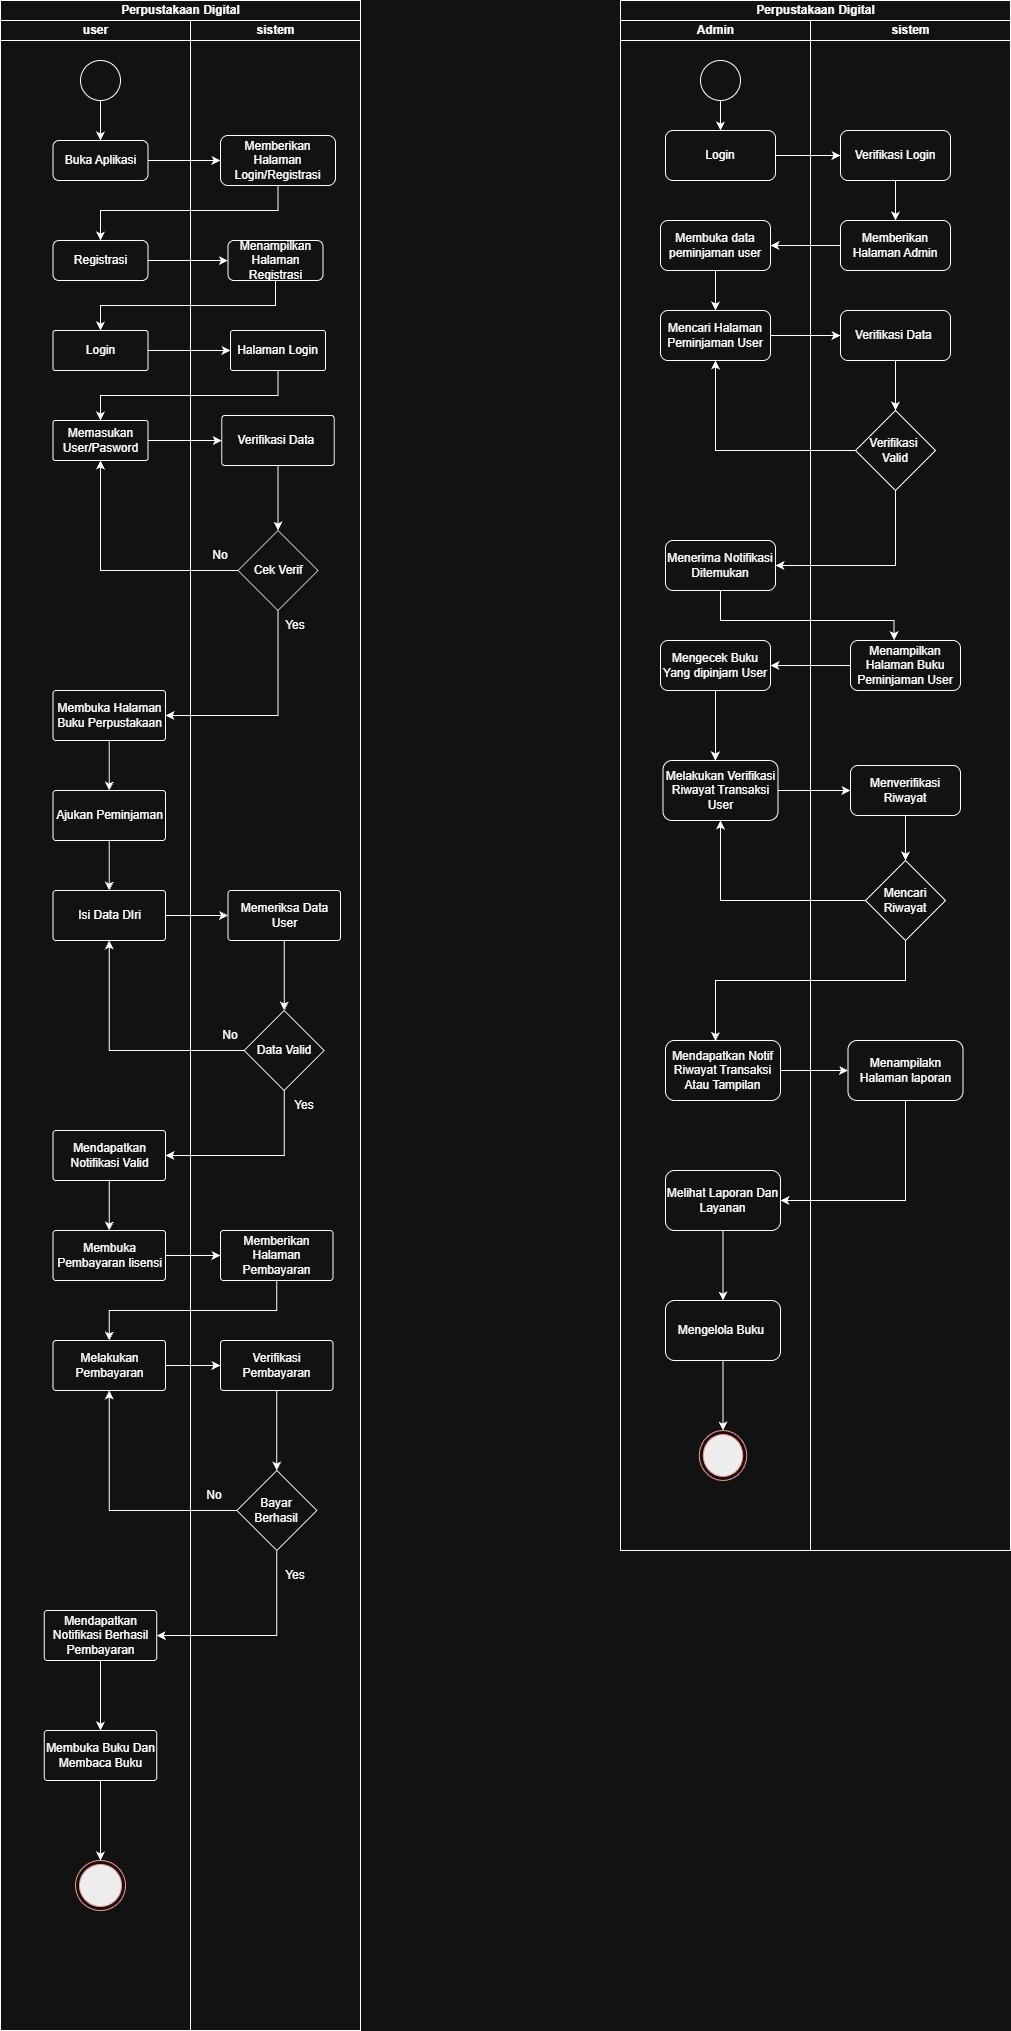 Perpustakaan Digital
user
sistem
Buka Aplikasi
Memberikan
Halaman
Login/Registrasi
Registrasi
Menampilkan
Halaman
Registrasi
Login
Halaman Login
Memasukan
User/Pasword
Verifikasi Data
No
Cek Verif
Yes
Membuka Halaman
Buku Perpustakaan
Ajukan Peminjaman
Isi Data DIri
Memeriksa Data
User
No
Data Valid
Yes
Mendapatkan
Notifikasi Valid
Membuka
Pembayaran lisensi
Memberikan
Halaman
Pembayaran
Melakukan
Pembayaran
Verifikasi
Pembayaran
No
Bayar
Berhasil
Yes
Mendapatkan
Notifikasi Berhasil
Pembayaran
Membuka Buku Dan
Membaca Buku
Perpustakaan Digital
Admin
sistem
Login
Verifikasi Login
Membuka data
peminjaman user
Memberikan
Halaman Admin
Mencari Halaman
Peminjaman User
Verifikasi Data
Verifikasi
Valid
Menerima Notifikasi
Ditemukan
Menampilkan
Halaman Buku
Peminjaman User
Mengecek Buku
Yang dipinjam User
Melakukan Verifikasi
Riwayat Transaksi
User
Menverifikasi
Riwayat
Mencari
Riwayat
Mendapatkan Notif
Riwayat Transaksi
Atau Tampilan
Menampilakn
Halaman laporan
Melihat Laporan Dan
Layanan
Mengelola Buku